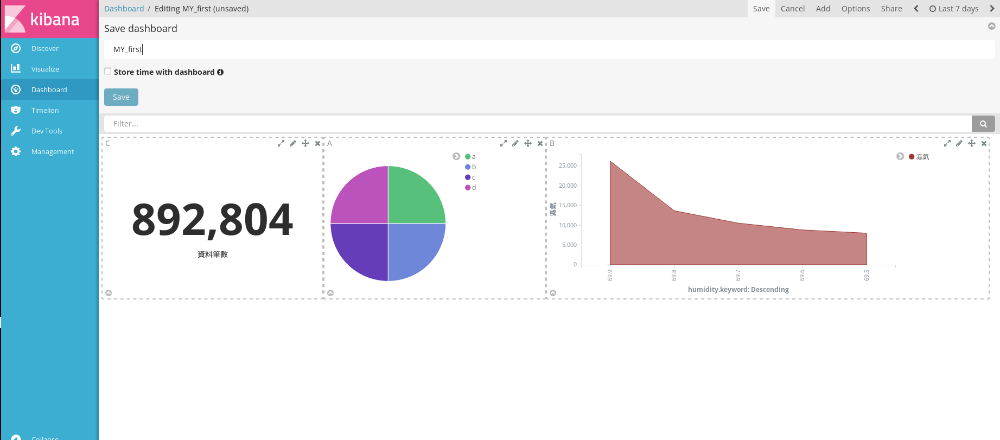 kibana
Discover
Visualize
Dashboard
Timelion
Dev Tools
Management
Collapse
Dashboard / Editing MY_first (unsaved)
Save Cancel Add Options Share Last 7 days
Save dashboard
MY_first
Store time with dashboard
Save
Filter...
C
892,804
資料筆數
A
a
b
c
d
B
濕氣
濕氣
25,000
20,000
15,000
10,000
5,000
0
69.9 69.8 69.7 69.6 69.5
humidity.keyword: Descending